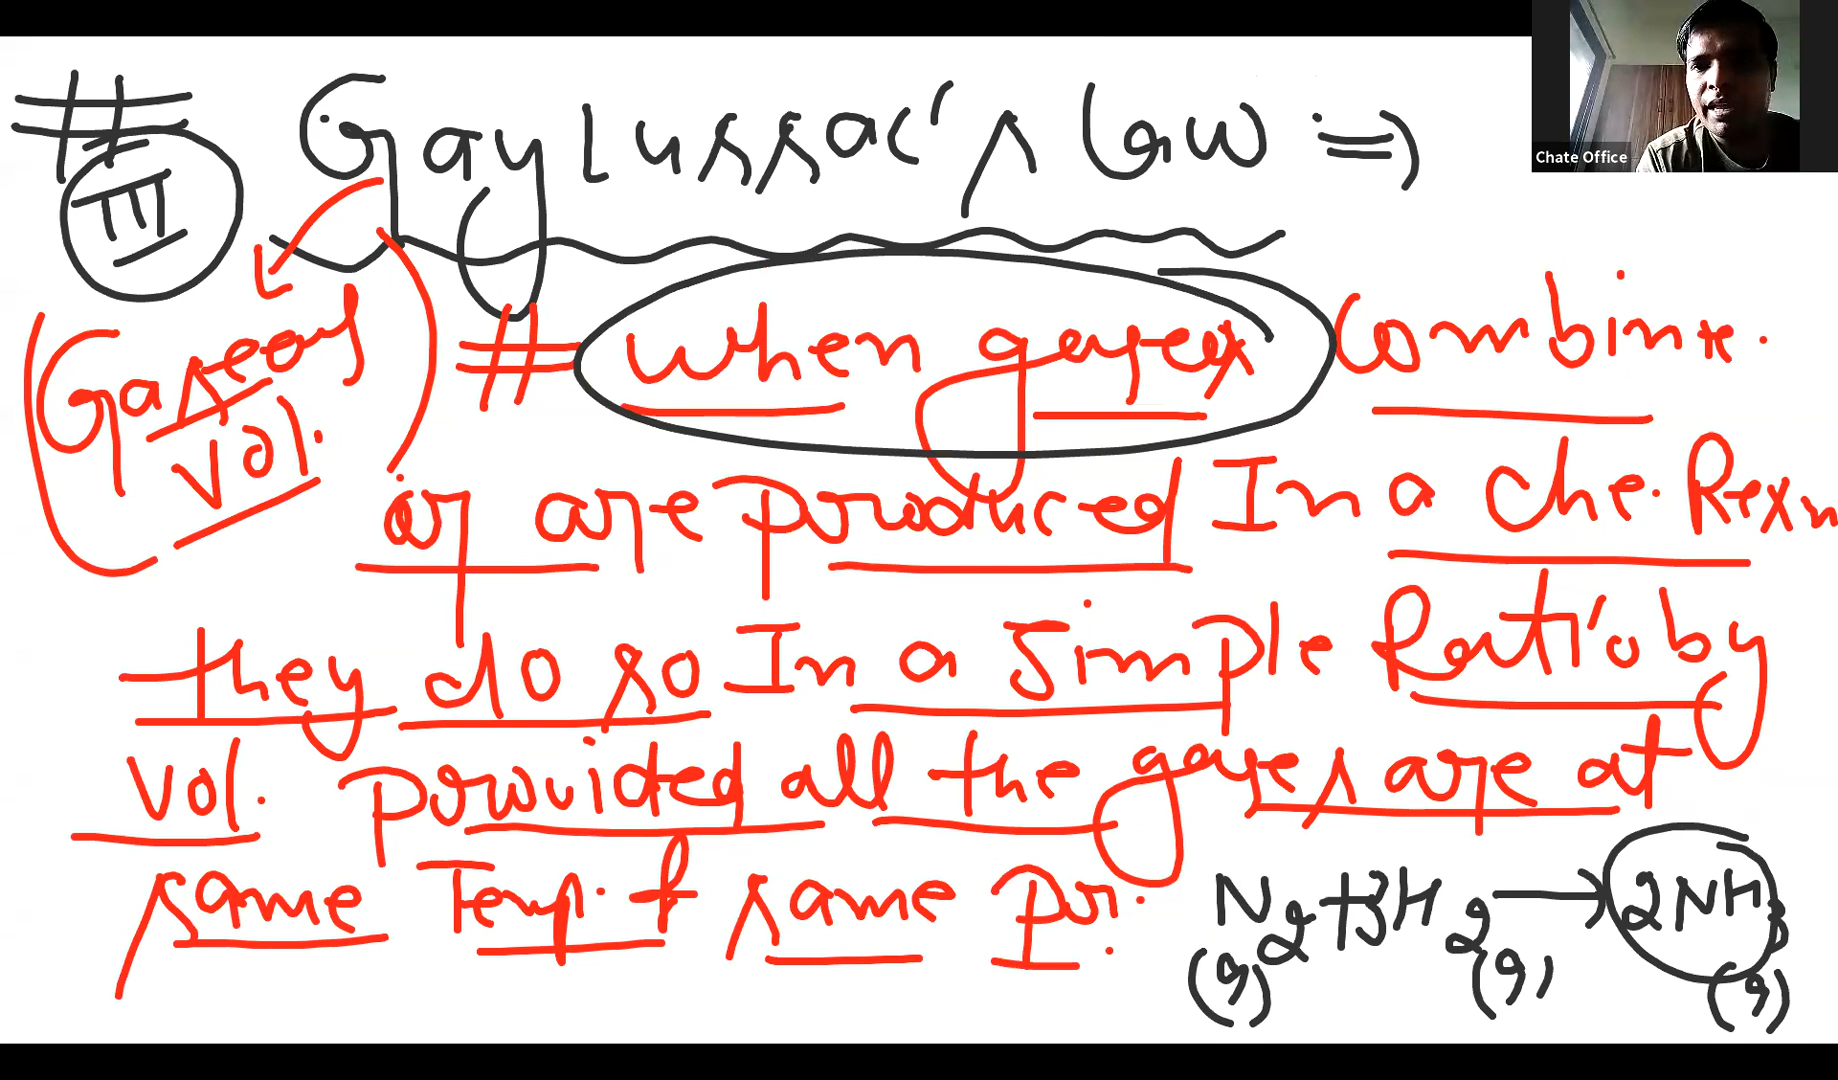 # Gay Lussac's Law ⇒
III
Chate Office
Gaseous
Vol.
# When gases Combine.
or are produced In a che. Rexn
they do so In a Simple Ratio by
Vol. provided all the gases are at
same Temp. & same Pr.
N2 + 3H2 → 2NH3
(g) (g) (g)